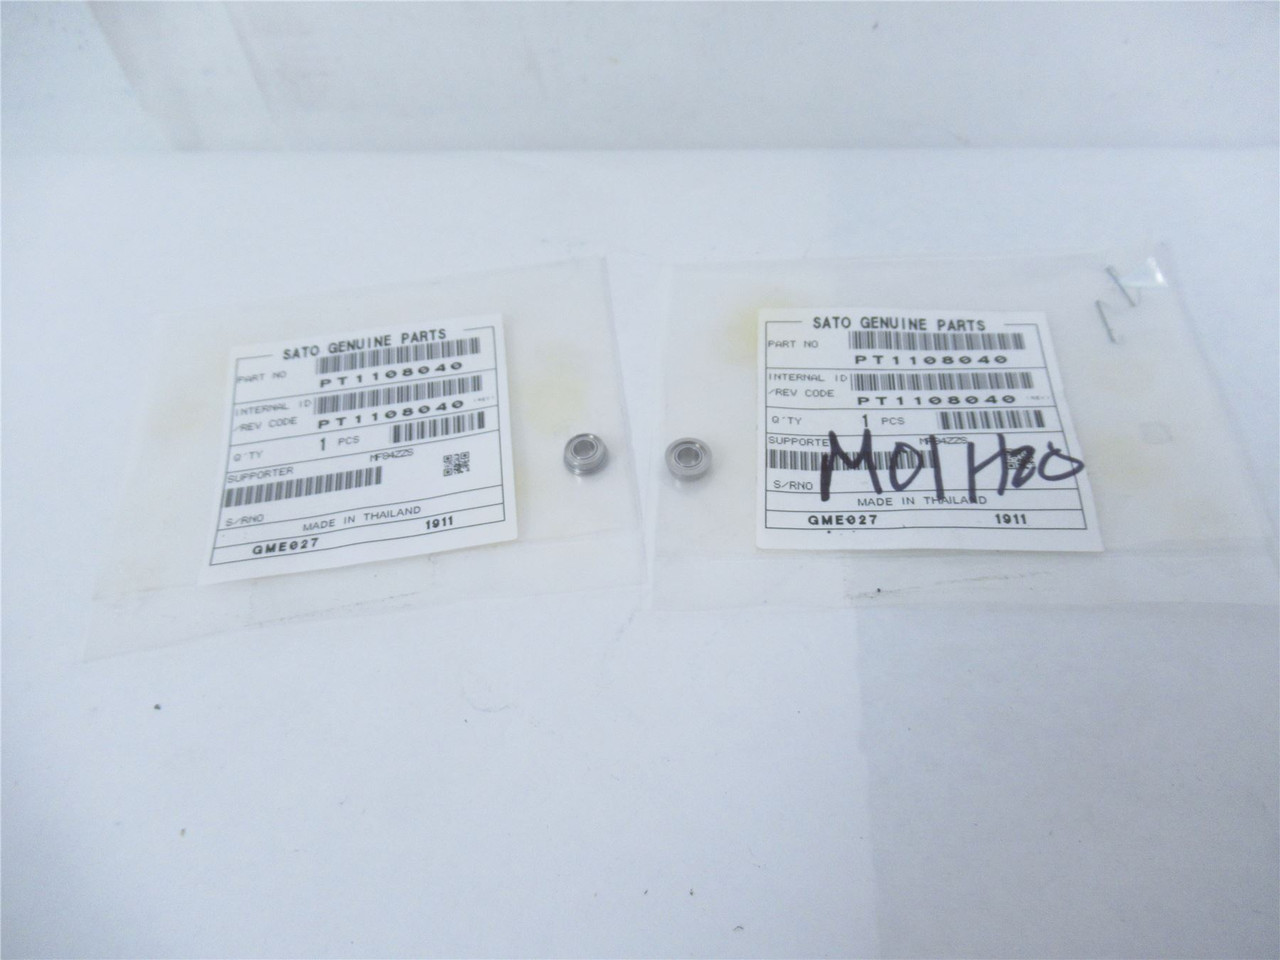 SATO GENUINE PARTS
PART NO
PT1108040
INTERNAL ID
/REV CODE
PT1108040
Q'TY
1 PCS
SUPPORTER
MF84ZZS
S/RNO
MADE IN THAILAND
GME027
1911
SATO GENUINE PARTS
PART NO
PT1108040
INTERNAL ID
/REV CODE
PT1108040
Q'TY
1 PCS
SUPPORTE
MF84ZZS
M01H20
S/RNO
MADE IN THAILAND
GME027
1911